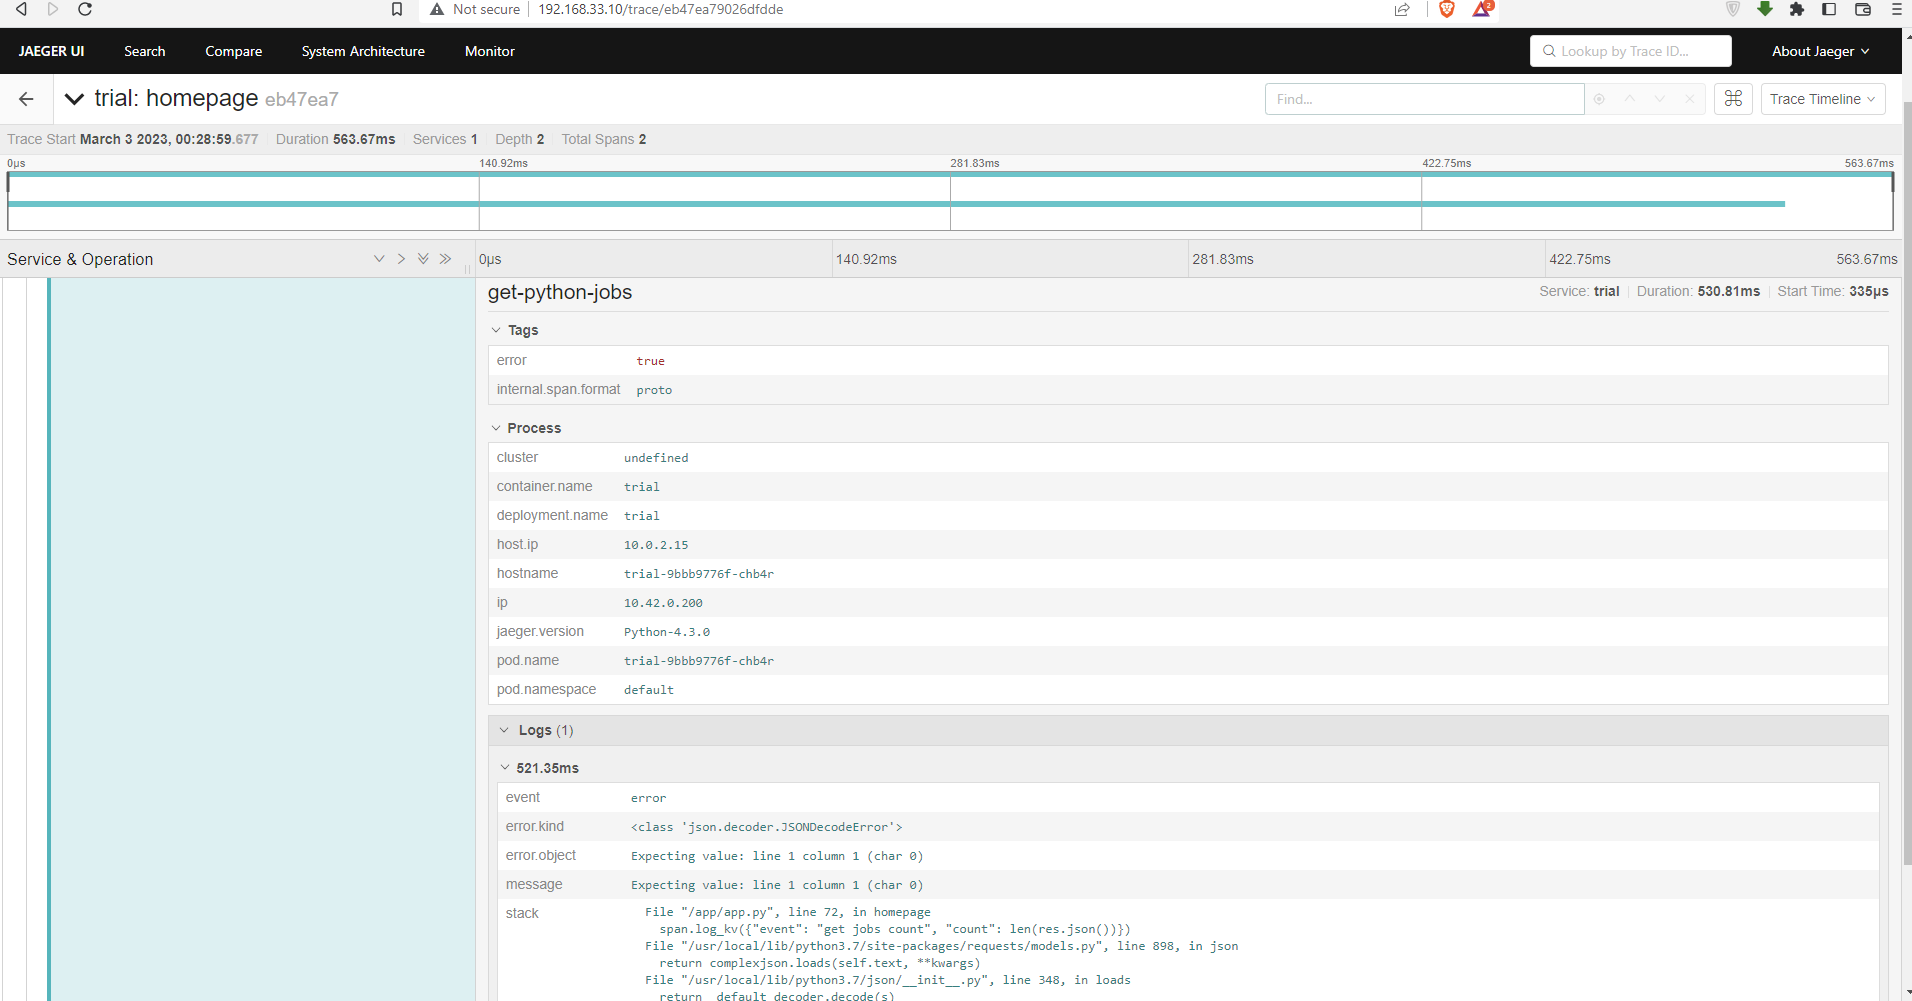 Not secure 192.168.33.10/trace/eb47ea79026dfdde 2
JAEGER UI Search Compare System Architecture Monitor Lookup by Trace ID... About Jaeger
trial: homepage eb47ea7 Find... Trace Timeline
Trace Start March 3 2023, 00:28:59.677 Duration 563.67ms Services 1 Depth 2 Total Spans 2
0μs 140.92ms 281.83ms 422.75ms 563.67ms
Service & Operation 0μs 140.92ms 281.83ms 422.75ms 563.67ms
get-python-jobs Service: trial Duration: 530.81ms Start Time: 335μs
Tags
error true
internal.span.format proto
Process
cluster undefined
container.name trial
deployment.name trial
host.ip 10.0.2.15
hostname trial-9bbb9776f-chb4r
ip 10.42.0.200
jaeger.version Python-4.3.0
pod.name trial-9bbb9776f-chb4r
pod.namespace default
Logs (1)
521.35ms
event error
error.kind <class 'json.decoder.JSONDecodeError'>
error.object Expecting value: line 1 column 1 (char 0)
message Expecting value: line 1 column 1 (char 0)
stack File "/app/app.py", line 72, in homepage
span.log_kv({"event": "get jobs count", "count": len(res.json())})
File "/usr/local/lib/python3.7/site-packages/requests/models.py", line 898, in json
return complexjson.loads(self.text, **kwargs)
File "/usr/local/lib/python3.7/json/__init__.py", line 348, in loads
return _default_decoder.decode(s)